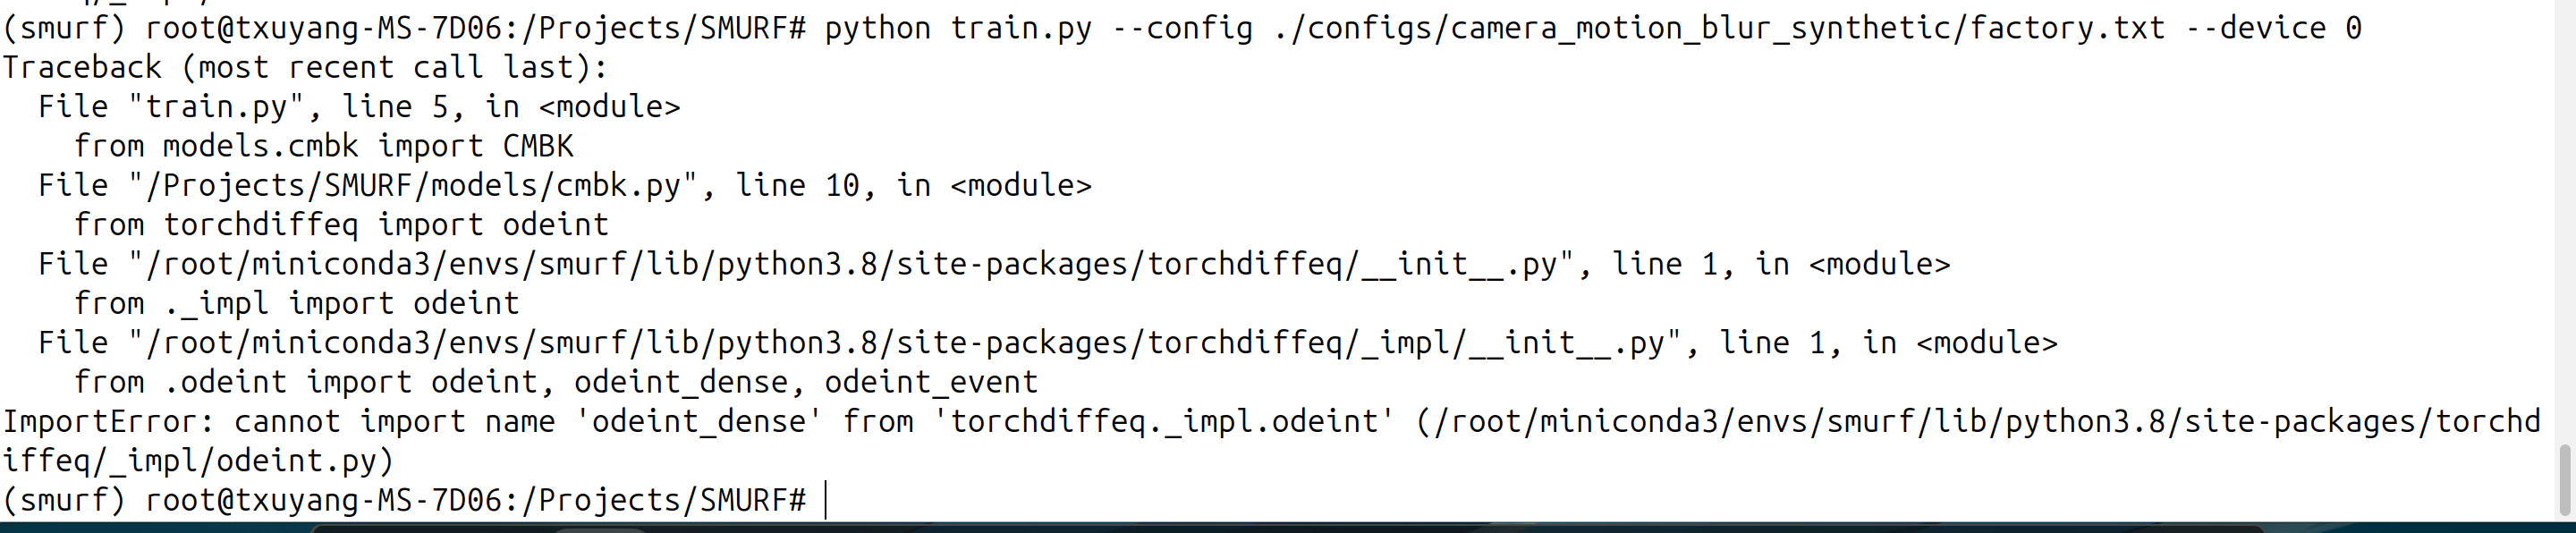 (smurf) root@txuyang-MS-7D06:/Projects/SMURF# python train.py --config ./configs/camera_motion_blur_synthetic/factory.txt --device 0
Traceback (most recent call last):
  File "train.py", line 5, in <module>
    from models.cmbk import CMBK
  File "/Projects/SMURF/models/cmbk.py", line 10, in <module>
    from torchdiffeq import odeint
  File "/root/miniconda3/envs/smurf/lib/python3.8/site-packages/torchdiffeq/__init__.py", line 1, in <module>
    from ._impl import odeint
  File "/root/miniconda3/envs/smurf/lib/python3.8/site-packages/torchdiffeq/_impl/__init__.py", line 1, in <module>
    from .odeint import odeint, odeint_dense, odeint_event
ImportError: cannot import name 'odeint_dense' from 'torchdiffeq._impl.odeint' (/root/miniconda3/envs/smurf/lib/python3.8/site-packages/torchd
iffeq/_impl/odeint.py)
(smurf) root@txuyang-MS-7D06:/Projects/SMURF#